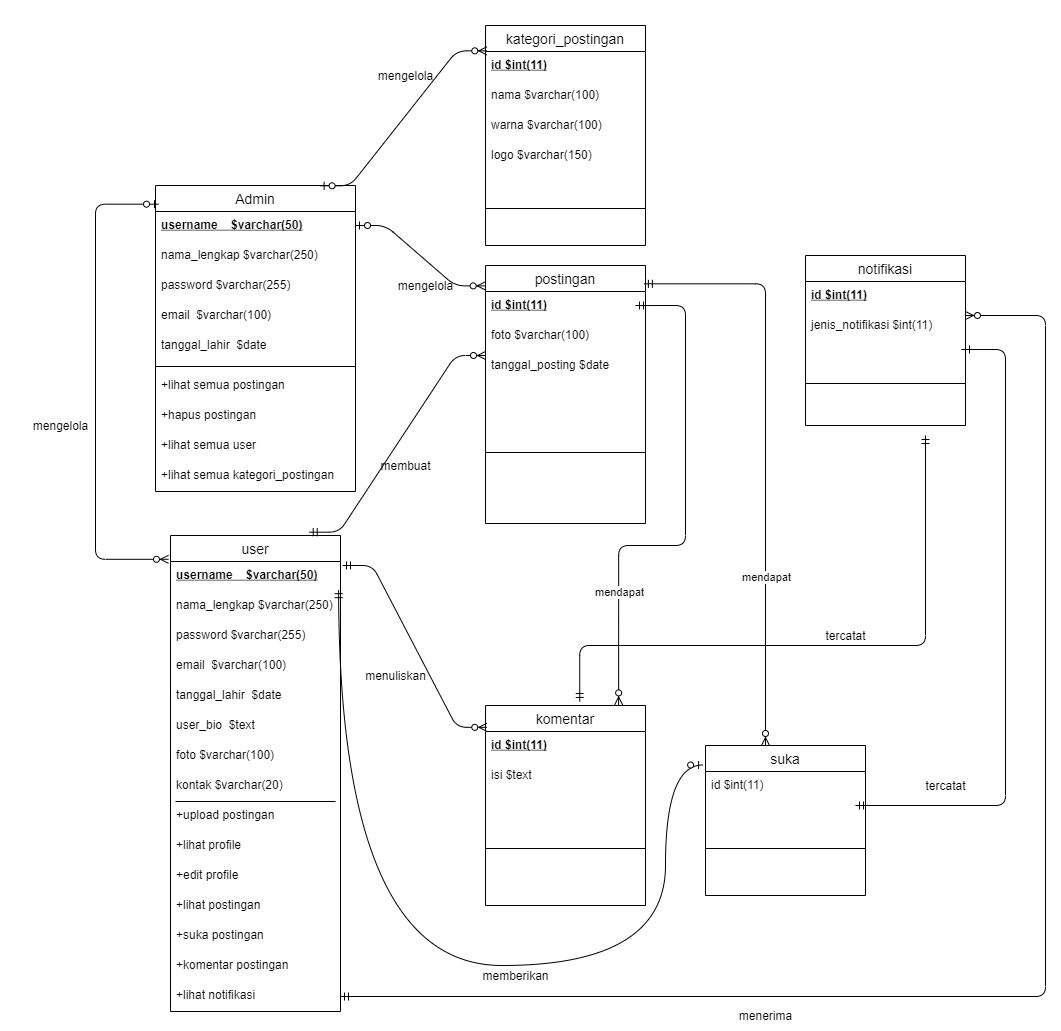 kategori_postingan
id $int(11)
nama $varchar(100)
warna $varchar(100)
logo $varchar(150)
mengelola
Admin
username $varchar(50)
nama_lengkap $varchar(250)
password $varchar(255)
email $varchar(100)
tanggal_lahir $date
+lihat semua postingan
+hapus postingan
+lihat semua user
+lihat semua kategori_postingan
mengelola
postingan
id $int(11)
foto $varchar(100)
tanggal_posting $date
notifikasi
id $int(11)
jenis_notifikasi $int(11)
mengelola
membuat
user
username $varchar(50)
nama_lengkap $varchar(250)
password $varchar(255)
email $varchar(100)
tanggal_lahir $date
user_bio $text
foto $varchar(100)
kontak $varchar(20)
+upload postingan
+lihat profile
+edit profile
+lihat postingan
+suka postingan
+komentar postingan
+lihat notifikasi
mendapat
mendapat
tercatat
menuliskan
komentar
id $int(11)
isi $text
suka
id $int(11)
tercatat
memberikan
menerima